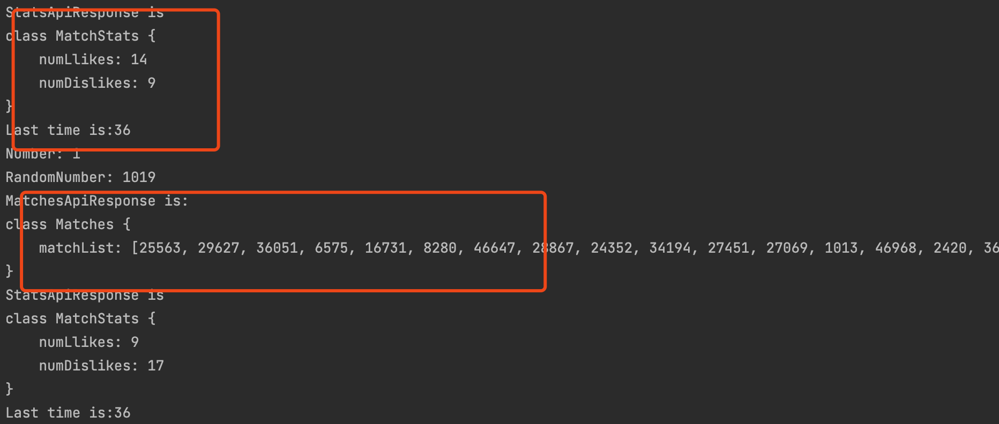 StatsApiResponse is
class MatchStats {
    numLlikes: 14
    numDislikes: 9
}
Last time is:36
Number: 1
RandomNumber: 1019
MatchesApiResponse is:
class Matches {
    matchList: [25563, 29627, 36051, 6575, 16731, 8280, 46647, 28867, 24352, 34194, 27451, 27069, 1013, 46968, 2420, 36
}
StatsApiResponse is
class MatchStats {
    numLlikes: 9
    numDislikes: 17
}
Last time is:36